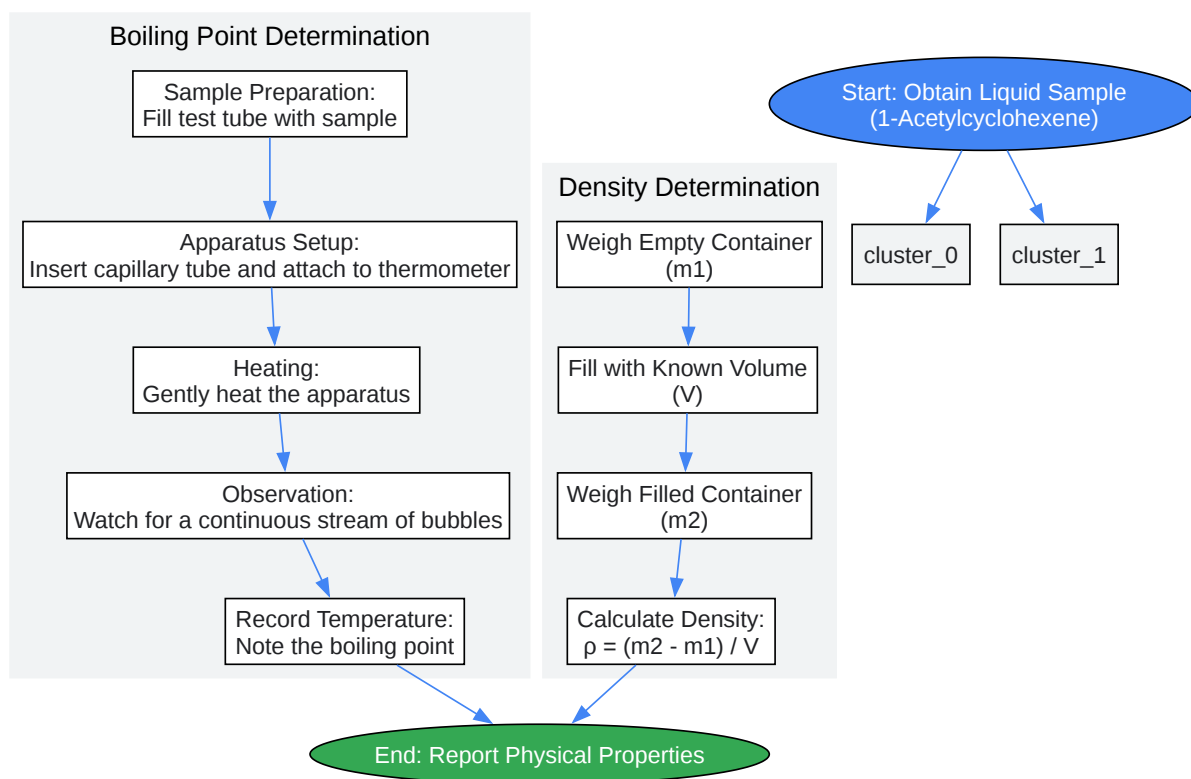 Boiling Point Determination
Sample Preparation:
Fill test tube with sample
Apparatus Setup:
Insert capillary tube and attach to thermometer
Heating:
Gently heat the apparatus
Observation:
Watch for a continuous stream of bubbles
Record Temperature:
Note the boiling point
Density Determination
Weigh Empty Container
(m1)
Fill with Known Volume
(V)
Weigh Filled Container
(m2)
Calculate Density:
ρ = (m2 - m1) / V
Start: Obtain Liquid Sample
(1-Acetylcyclohexene)
cluster_0
cluster_1
End: Report Physical Properties